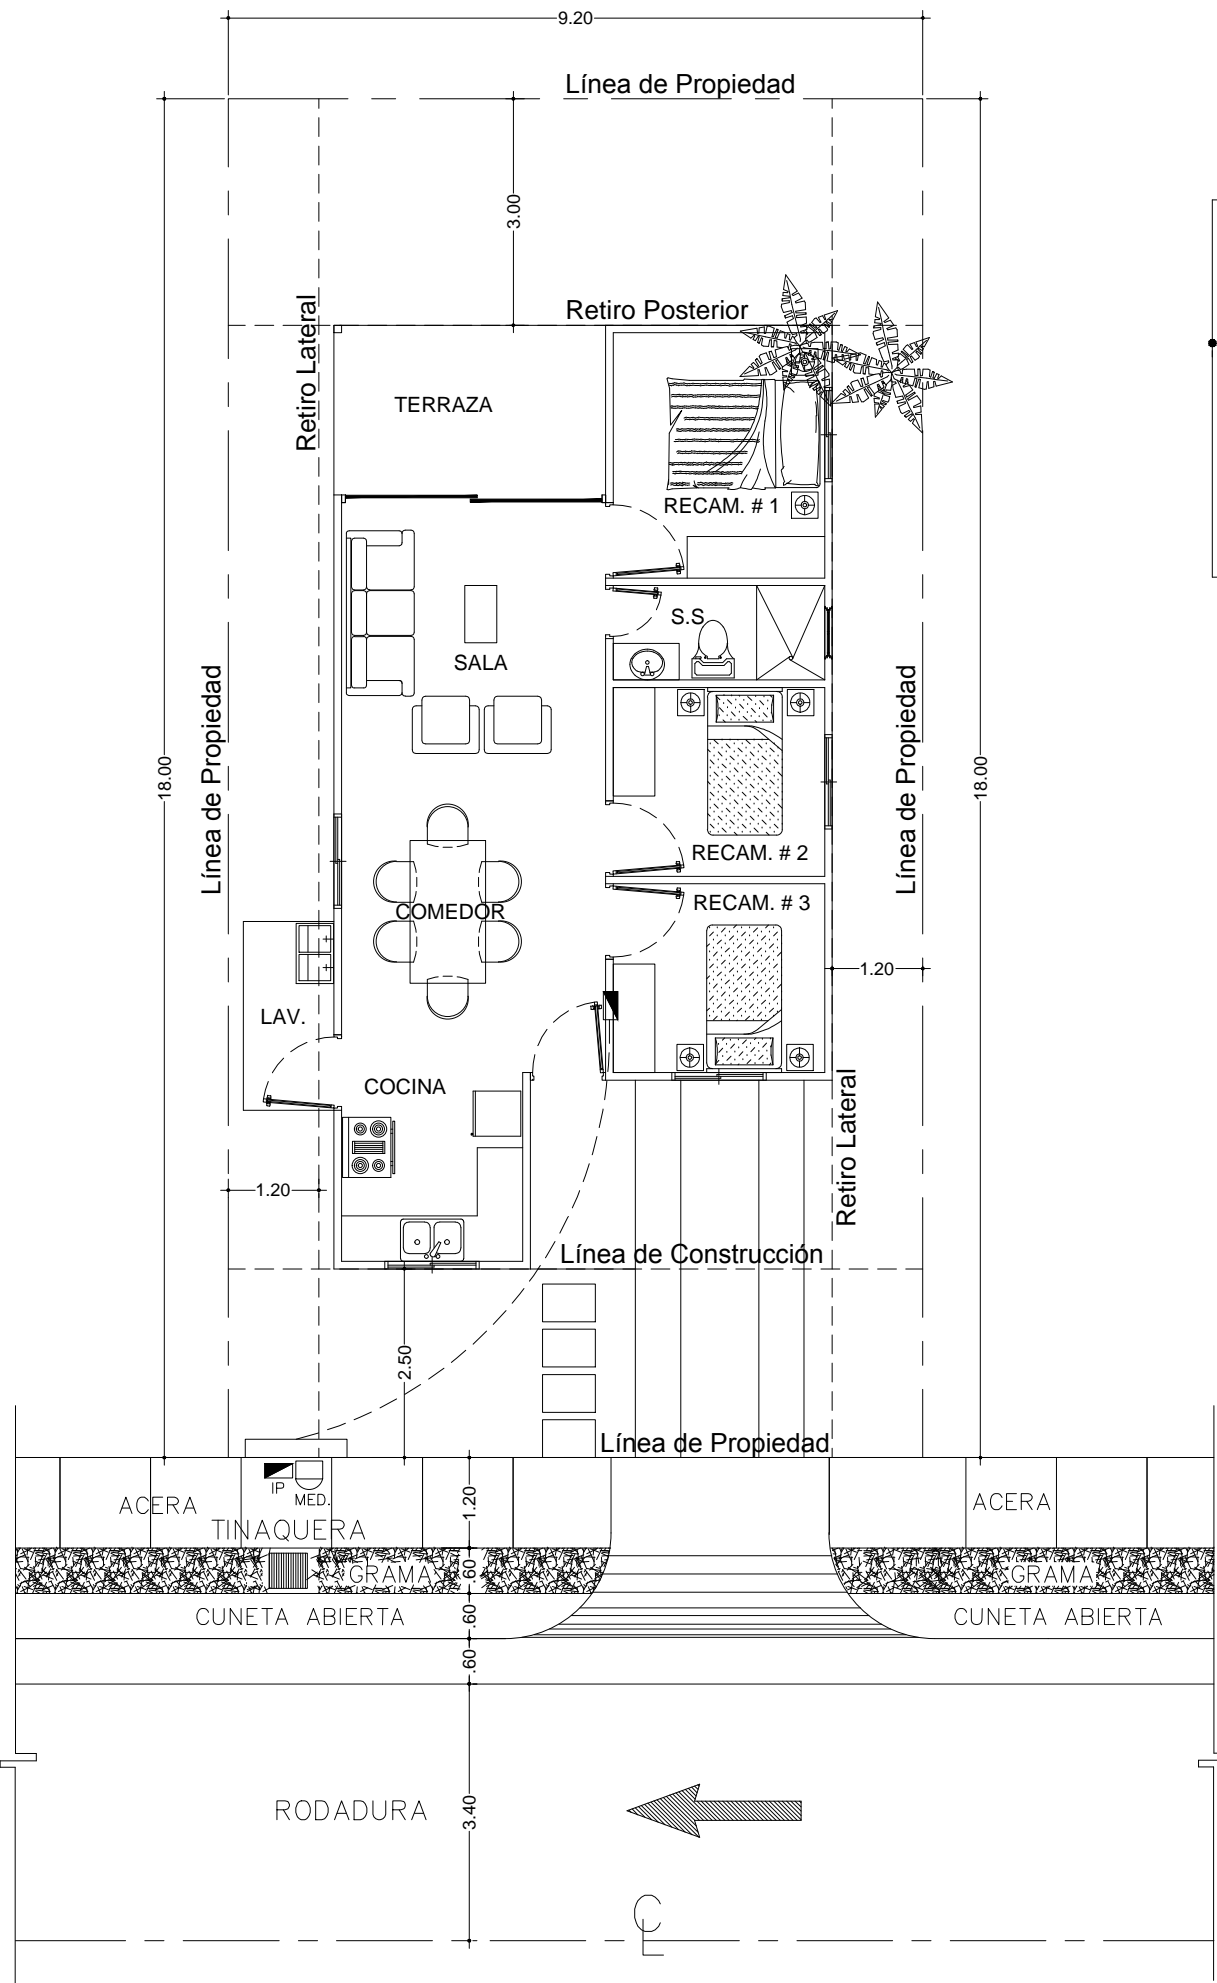 9.20
Línea de Propiedad
3.00
Retiro Posterior
Retiro Lateral
TERRAZA
RECAM. # 1
S.S
SALA
Línea de Propiedad
18.00
Línea de Propiedad
18.00
RECAM. # 2
RECAM. # 3
COMEDOR
1.20
LAV.
COCINA
Retiro Lateral
1.20
Línea de Construcción
2.50
Línea de Propiedad
IP
MED.
ACERA
1.20
ACERA
TINAQUERA
GRAMA
.60
GRAMA
CUNETA ABIERTA
.60
CUNETA ABIERTA
.60
RODADURA
3.40
CL